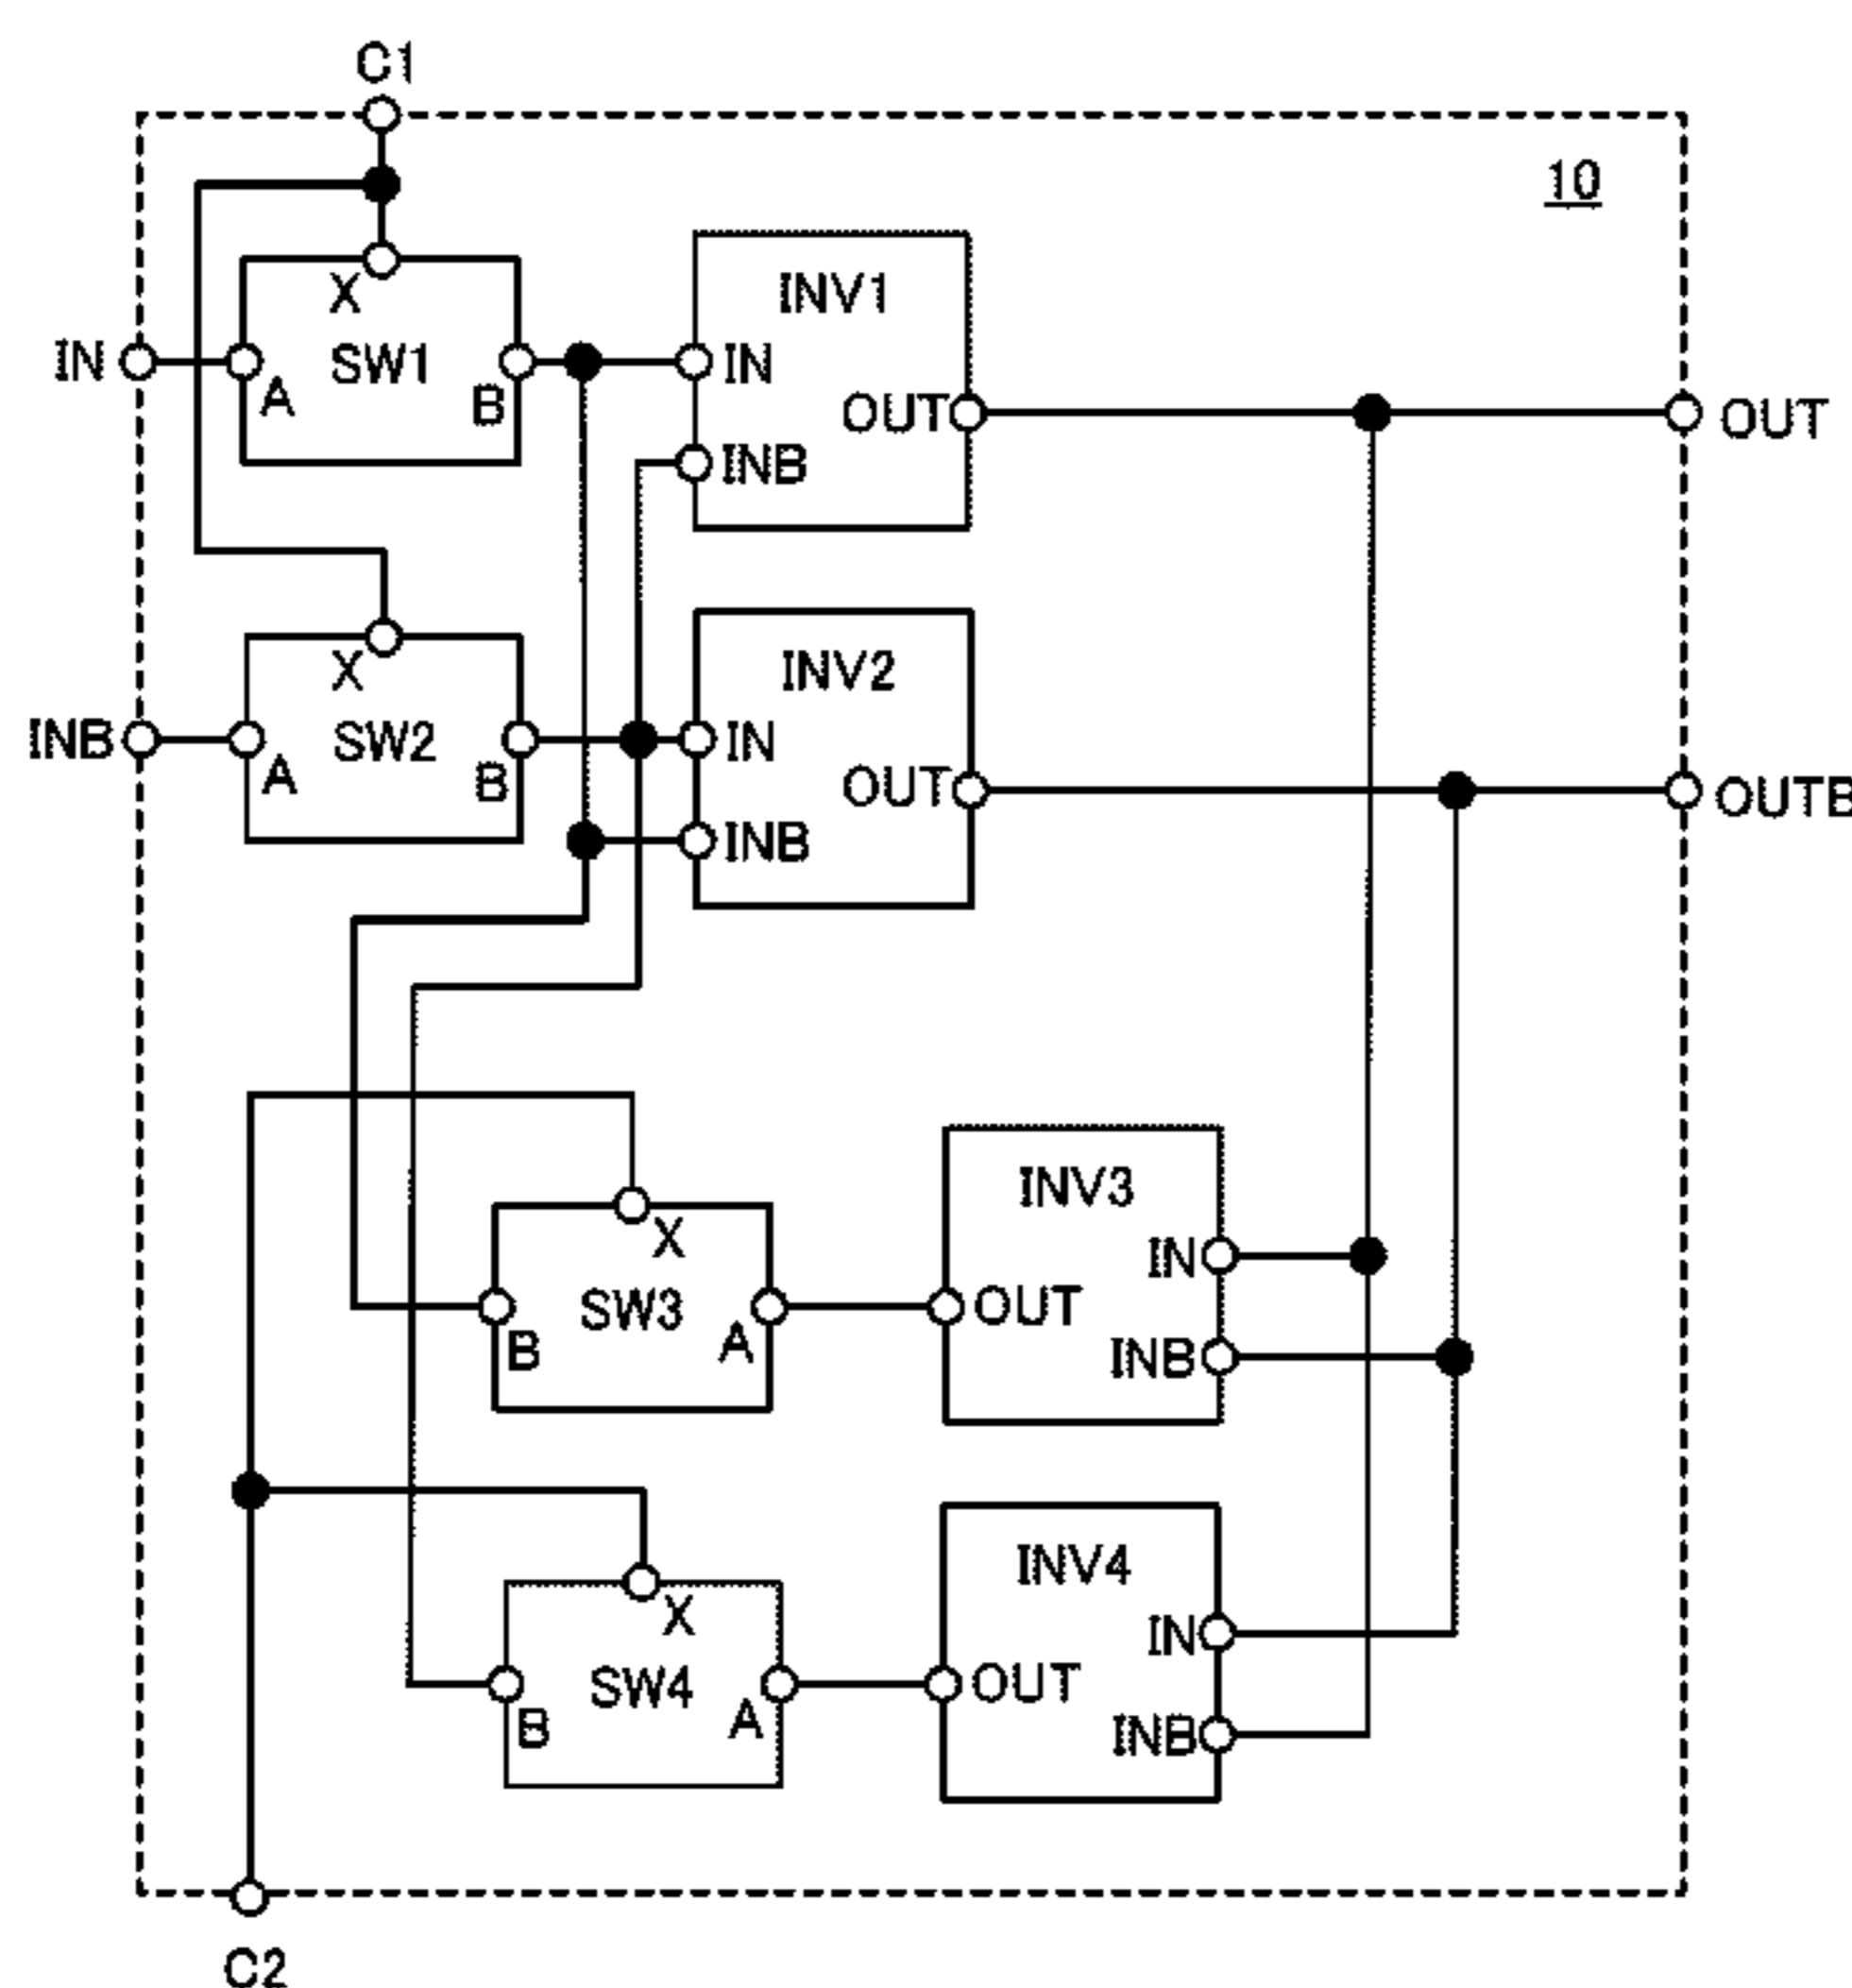 C1
10
X
INV1
IN
SW1
IN
A
B
OUT
OUT
INB
X
INV2
INB
SW2
IN
A
B
OUT
OUTB
INB
INV3
X
IN
SW3
OUT
B
A
INB
INV4
X
IN
SW4
OUT
B
A
INB
C2